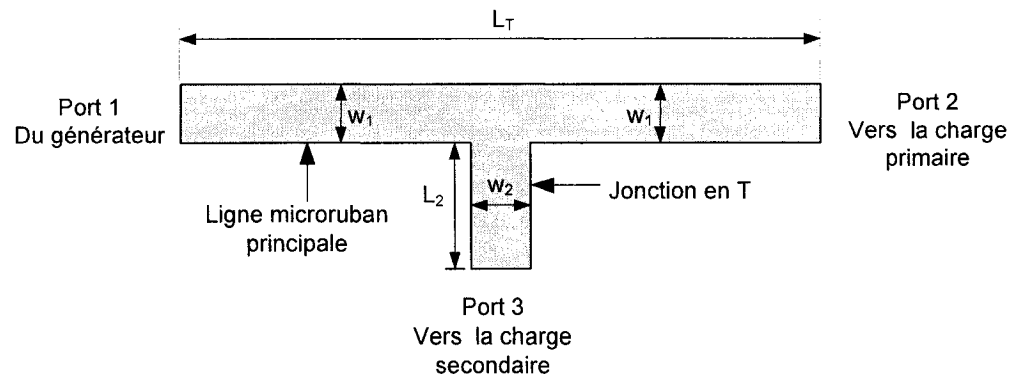 L_T
Port 1
Du générateur
w_1
w_1
Port 2
Vers la charge
primaire
L_2
w_2
Jonction en T
Ligne microruban
principale
Port 3
Vers la charge
secondaire